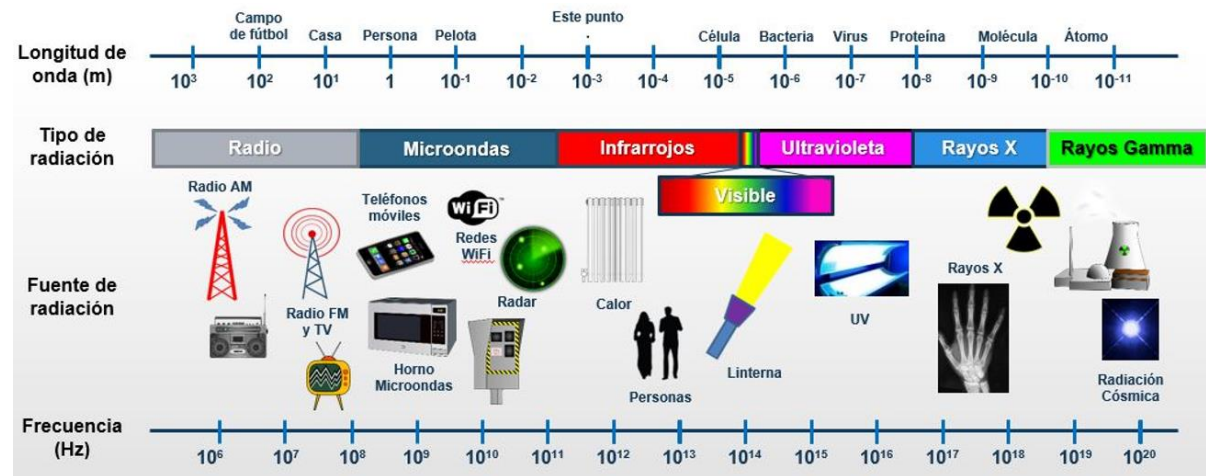 Longitud de
onda (m)
Campo
de fútbol
Casa
Persona
Pelota
Este punto
.
Célula
Bacteria
Virus
Proteína
Molécula
Átomo
10³ 10² 10¹ 1 10⁻¹ 10⁻² 10⁻³ 10⁻⁴ 10⁻⁵ 10⁻⁶ 10⁻⁷ 10⁻⁸ 10⁻⁹ 10⁻¹⁰ 10⁻¹¹
Tipo de
radiación
Radio
Microondas
Infrarrojos
Ultravioleta
Rayos X
Rayos Gamma
Visible
Fuente de
radiación
Radio AM
Radio FM
y TV
Teléfonos
móviles
Wi Fi™
Redes
WiFi
Radar
Horno
Microondas
Calor
Personas
Linterna
UV
Rayos X
Radiación
Cósmica
Frecuencia
(Hz)
10⁶ 10⁷ 10⁸ 10⁹ 10¹⁰ 10¹¹ 10¹² 10¹³ 10¹⁴ 10¹⁵ 10¹⁶ 10¹⁷ 10¹⁸ 10¹⁹ 10²⁰